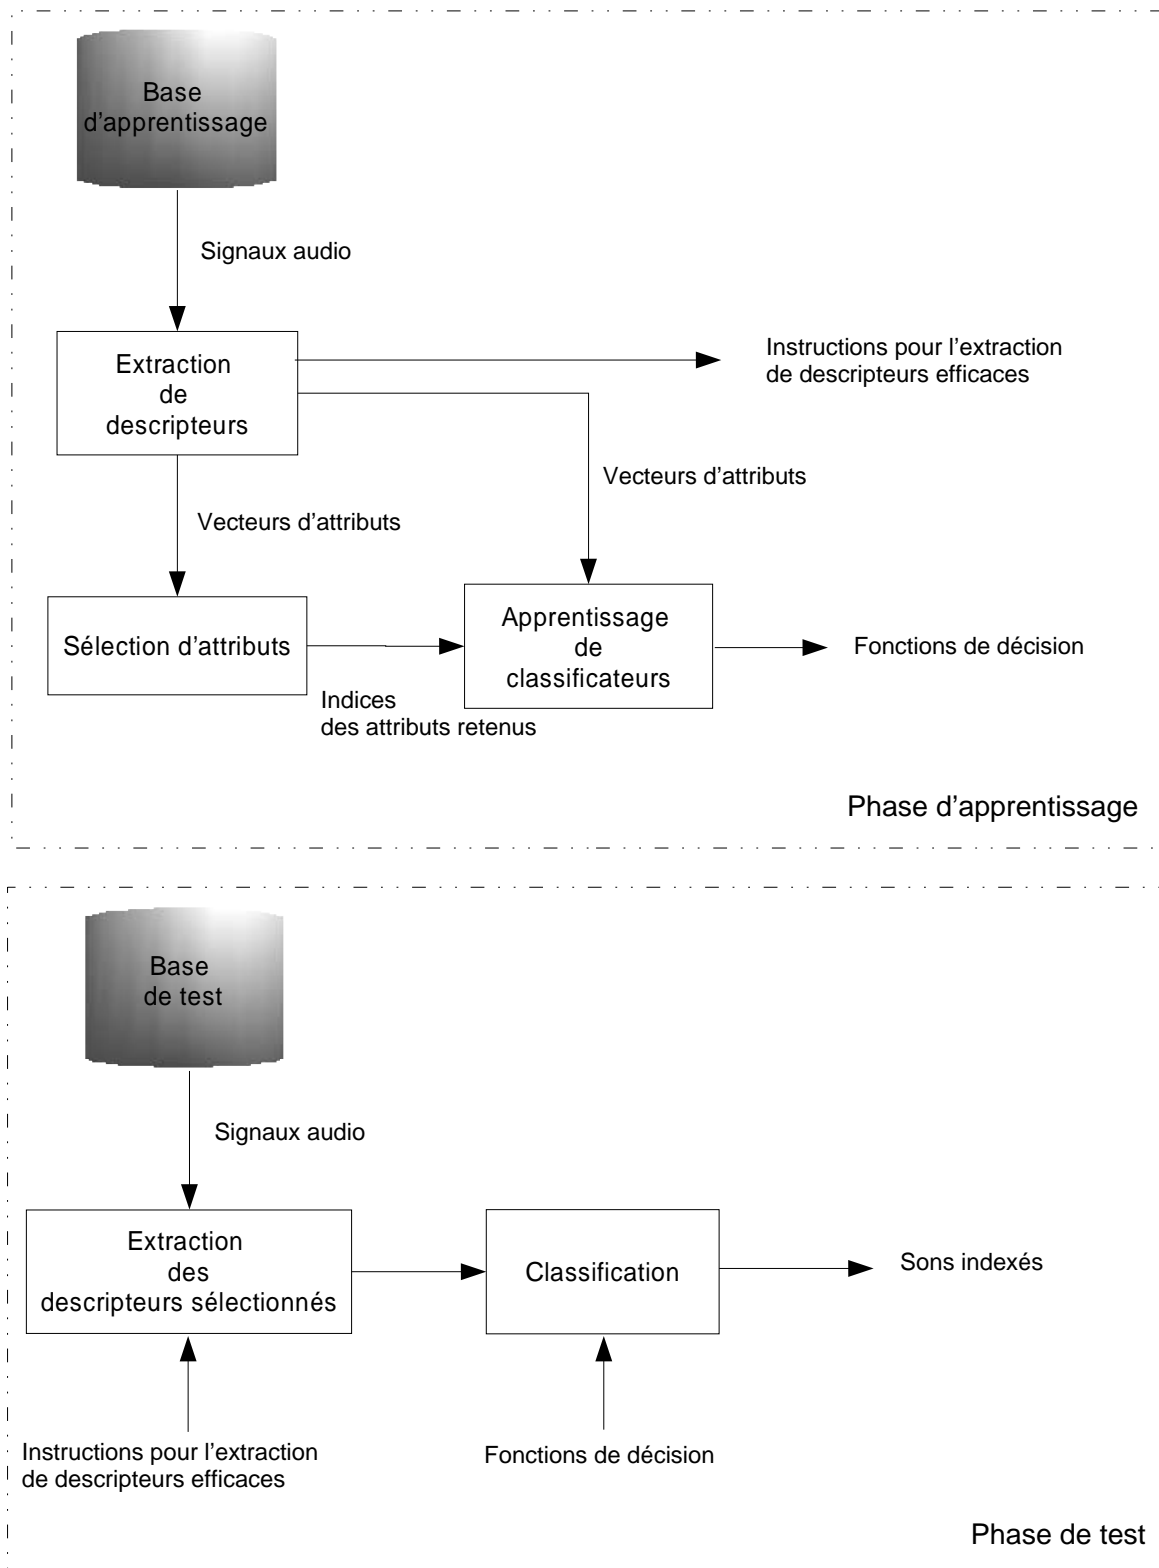 Base
d’apprentissage
Signaux audio
Extraction
de
descripteurs
Instructions pour l’extraction
de descripteurs efficaces
Vecteurs d’attributs
Vecteurs d’attributs
Sélection d’attributs
Apprentissage
de
classificateurs
Fonctions de décision
Indices
des attributs retenus
Phase d’apprentissage
Base
de test
Signaux audio
Extraction
des
descripteurs sélectionnés
Classification
Sons indexés
Instructions pour l’extraction
de descripteurs efficaces
Fonctions de décision
Phase de test